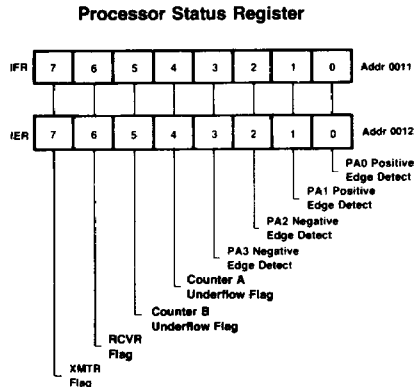 Processor Status Register
IFR 7 6 5 4 3 2 1 0 Addr 0011
IER 7 6 5 4 3 2 1 0 Addr 0012
PA0 Positive
Edge Detect
PA1 Positive
Edge Detect
PA2 Negative
Edge Detect
PA3 Negative
Edge Detect
Counter A
Underflow Flag
Counter B
Underflow Flag
RCVR
Flag
XMTR
Flag